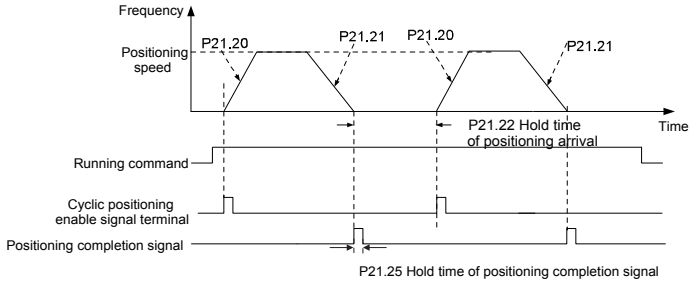 Frequency
P21.20
P21.21
P21.20
P21.21
Positioning
speed
Time
P21.22 Hold time
of positioning arrival
Running command
Cyclic positioning
enable signal terminal
Positioning completion signal
P21.25 Hold time of positioning completion signal